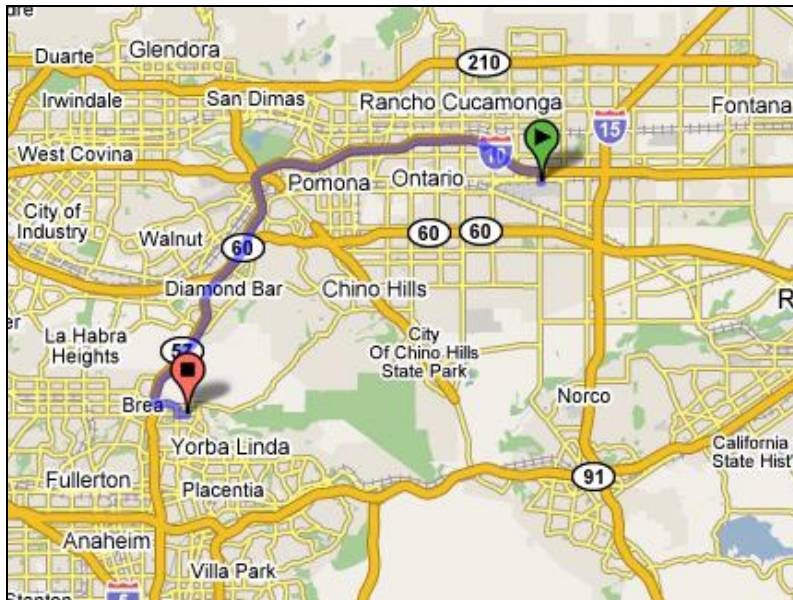 Glendora
Duarte
210
Irwindale
San Dimas
Rancho Cucamonga
Fontana
15
10
West Covina
Pomona
Ontario
City of
Industry
Walnut
60
60
60
Diamond Bar
Chino Hills
La Habra
Heights
City
Of Chino Hills
State Park
57
Brea
Norco
Yorba Linda
California
State Hist'
Fullerton
Placentia
91
Anaheim
Villa Park
5